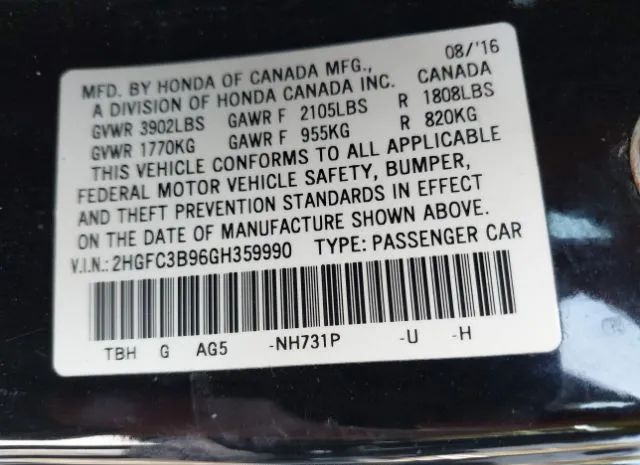 MFD. BY HONDA OF CANADA MFG., 08/'16
A DIVISION OF HONDA CANADA INC. CANADA
GVWR 3902LBS GAWR F 2105LBS R 1808LBS
GVWR 1770KG GAWR F 955KG R 820KG
THIS VEHICLE CONFORMS TO ALL APPLICABLE
FEDERAL MOTOR VEHICLE SAFETY, BUMPER,
AND THEFT PREVENTION STANDARDS IN EFFECT
ON THE DATE OF MANUFACTURE SHOWN ABOVE.
V.I.N.: 2HGFC3B96GH359990 TYPE: PASSENGER CAR
TBH G AG5 -NH731P -U -H